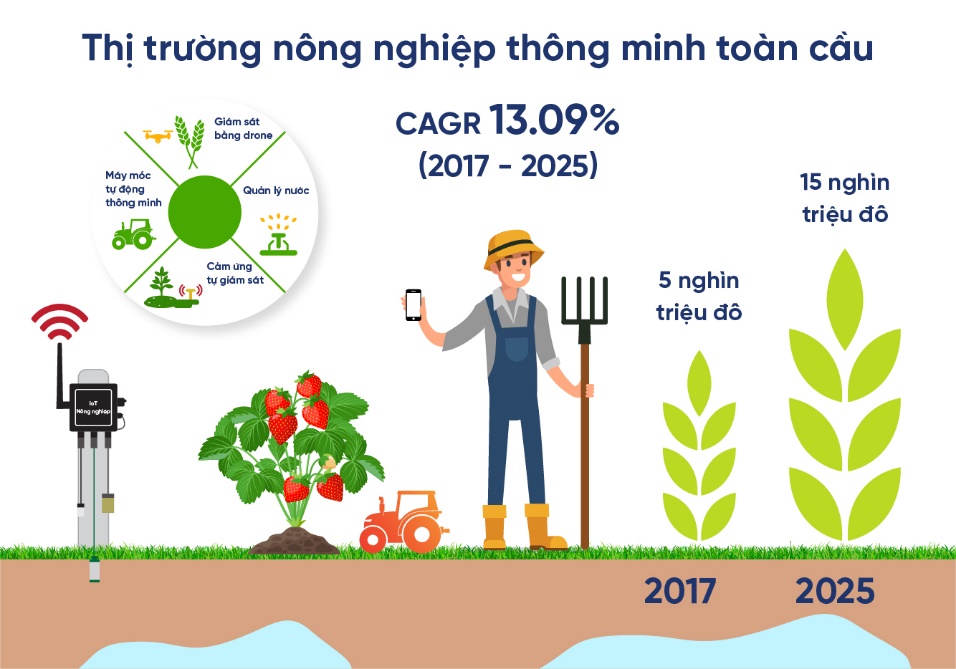 Thị trường nông nghiệp thông minh toàn cầu
CAGR 13.09%
(2017 - 2025)
Giám sát
bằng drone
Máy móc
tự động
thông minh
Quản lý nước
Cảm ứng
tự giám sát
15 nghìn
triệu đô
5 nghìn
triệu đô
IoT
Nông nghiệp
2017
2025